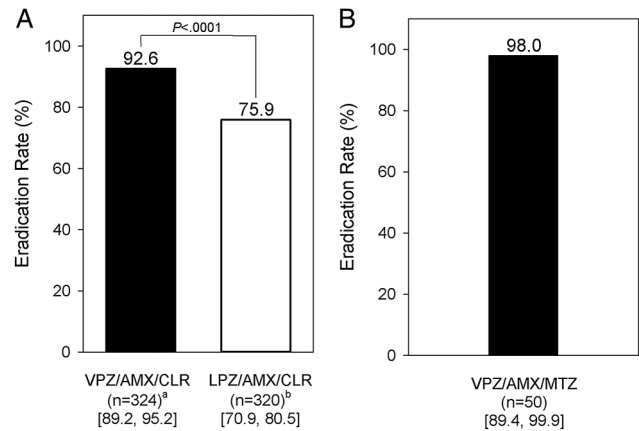 A
Eradication Rate (%)
100
80
60
40
20
0
P<.0001
92.6
75.9
VPZ/AMX/CLR
(n=324)a
[89.2, 95.2]
LPZ/AMX/CLR
(n=320)b
[70.9, 80.5]
B
Eradication Rate (%)
100
80
60
40
20
0
98.0
VPZ/AMX/MTZ
(n=50)
[89.4, 99.9]